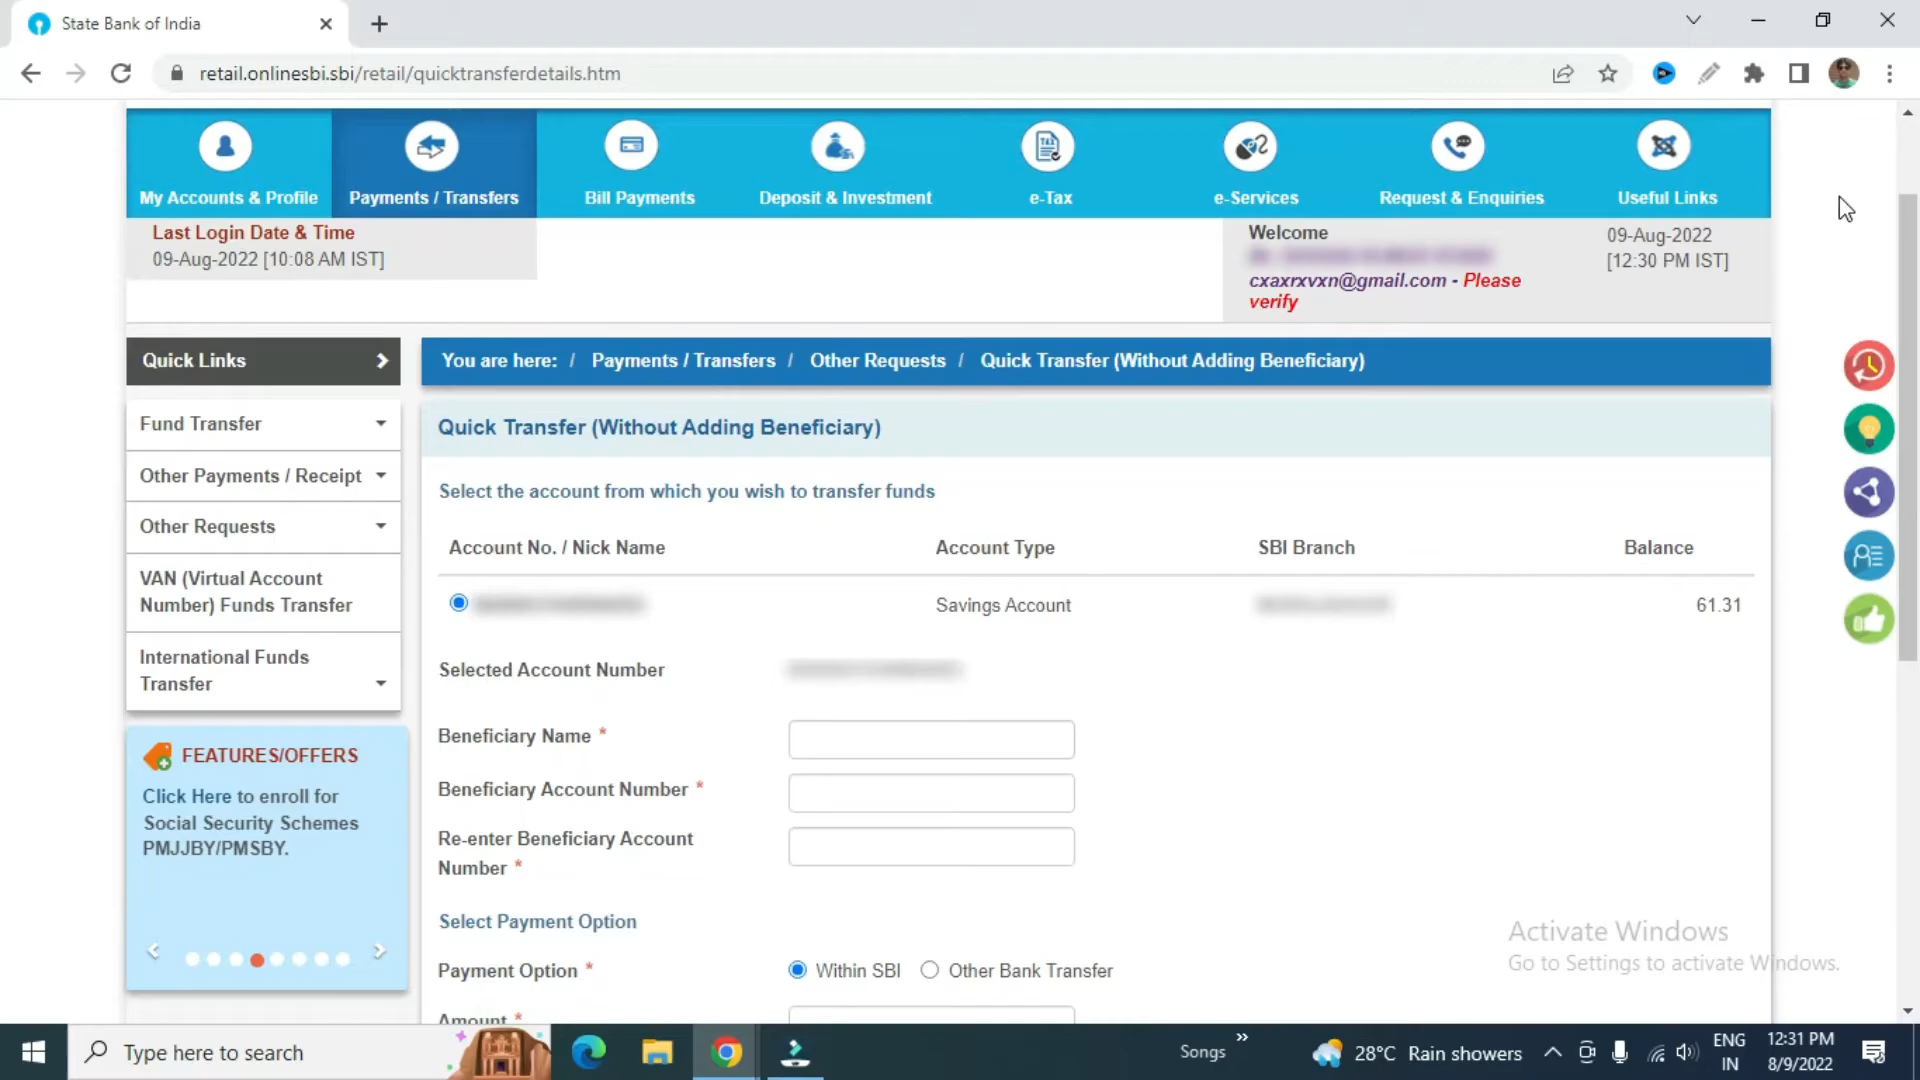 State Bank of India
retail.onlinesbi.sbi/retail/quicktransferdetails.htm
My Accounts & Profile
Payments / Transfers
Bill Payments
Deposit & Investment
e-Tax
e-Services
Request & Enquiries
Useful Links
Last Login Date & Time
09-Aug-2022 [10:08 AM IST]
Welcome
cxaxrxvxn@gmail.com - Please
verify
09-Aug-2022
[12:30 PM IST]
Quick Links
You are here: / Payments / Transfers / Other Requests / Quick Transfer (Without Adding Beneficiary)
Fund Transfer
Other Payments / Receipt
Other Requests
VAN (Virtual Account
Number) Funds Transfer
International Funds
Transfer
FEATURES/OFFERS
Click Here to enroll for
Social Security Schemes
PMJJBY/PMSBY.
Quick Transfer (Without Adding Beneficiary)
Select the account from which you wish to transfer funds
Account No. / Nick Name
Account Type
SBI Branch
Balance
Savings Account
61.31
Selected Account Number
Beneficiary Name *
Beneficiary Account Number *
Re-enter Beneficiary Account
Number *
Select Payment Option
Payment Option *
Within SBI
Other Bank Transfer
Amount *
Activate Windows
Go to Settings to activate Windows.
Type here to search
Songs
28°C Rain showers
ENG
IN
12:31 PM
8/9/2022